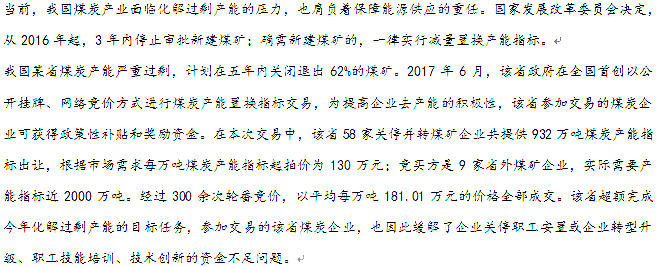 当前，我国煤炭产业面临化解过剩产能的压力，也肩负着保障能源供应的重任。国家发展改革委员会决定，
从 2016 年起，3 年内停止审批新建煤矿；确需新建煤矿的，一律实行减量置换产能指标。
我国某省煤炭产能严重过剩，计划在五年内关闭退出 62%的煤矿。2017 年 6 月，该省政府在全国首创以公
开挂牌、网络竞价方式进行煤炭产能置换指标交易，为提高企业去产能的积极性，该省参加交易的煤炭企
业可获得政策性补贴和奖励资金。在本次交易中，该省 58 家关停并转煤矿企业共提供 932 万吨煤炭产能指
标出让，根据市场需求每万吨煤炭产能指标起拍价为 130 万元；竞买方是 9 家省外煤矿企业，实际需要产
能指标近 2000 万吨。经过 300 余次轮番竞价，以平均每万吨 181.01 万元的价格全部成交。该省超额完成
今年化解过剩产能的目标任务，参加交易的该省煤炭企业，也因此缓解了企业关停职工安置或企业转型升
级、职工技能培训、技术创新的资金不足问题。